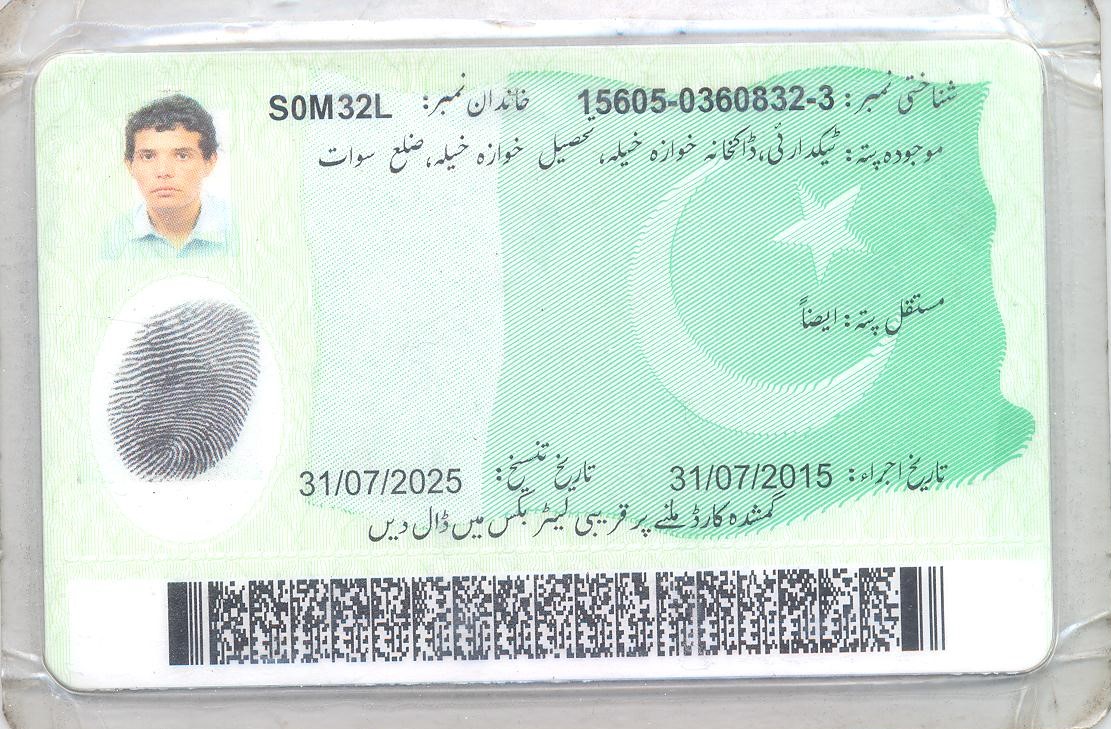 شناختی نمبر: 15605-0360832-3 خاندان نمبر: S0M32L
موجودہ پتہ: ٹیکدارئی، ڈاکخانہ خوازہ خیلہ، تحصیل خوازہ خیلہ، ضلع سوات
مستقل پتہ: ایضاً
تاریخ اجراء: 31/07/2015 تاریخ تنسیخ: 31/07/2025
گمشدہ کارڈ ملنے پر قریبی لیٹر بکس میں ڈال دیں